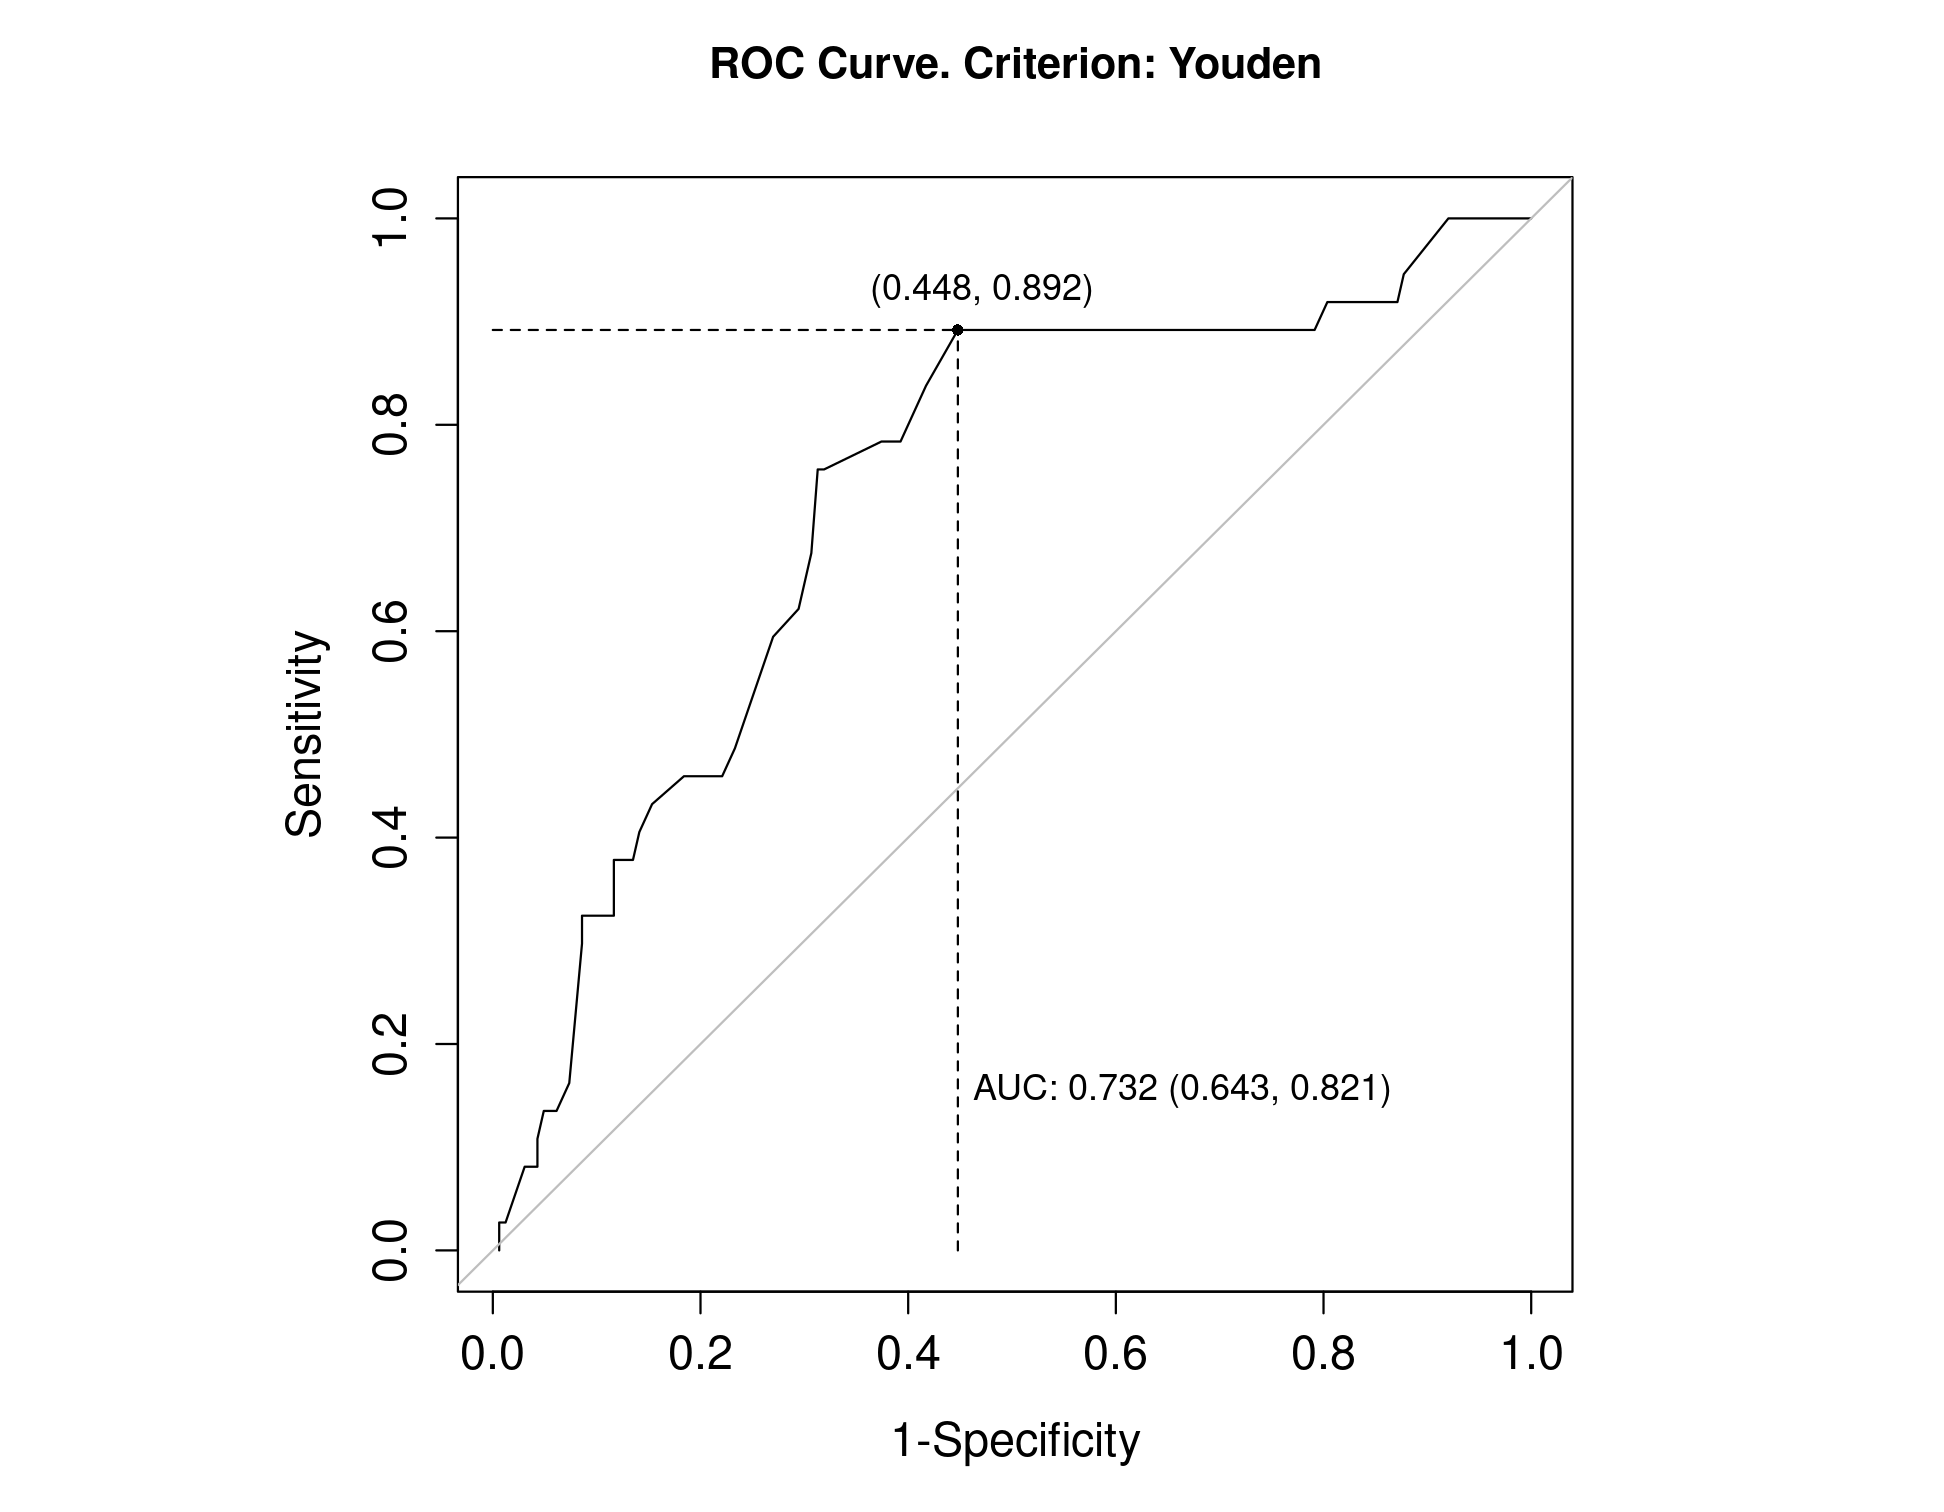 ROC Curve. Criterion: Youden
(0.448, 0.892)
AUC: 0.732 (0.643, 0.821)
Sensitivity
1.0
0.8
0.6
0.4
0.2
0.0
0.0 0.2 0.4 0.6 0.8 1.0
1-Specificity